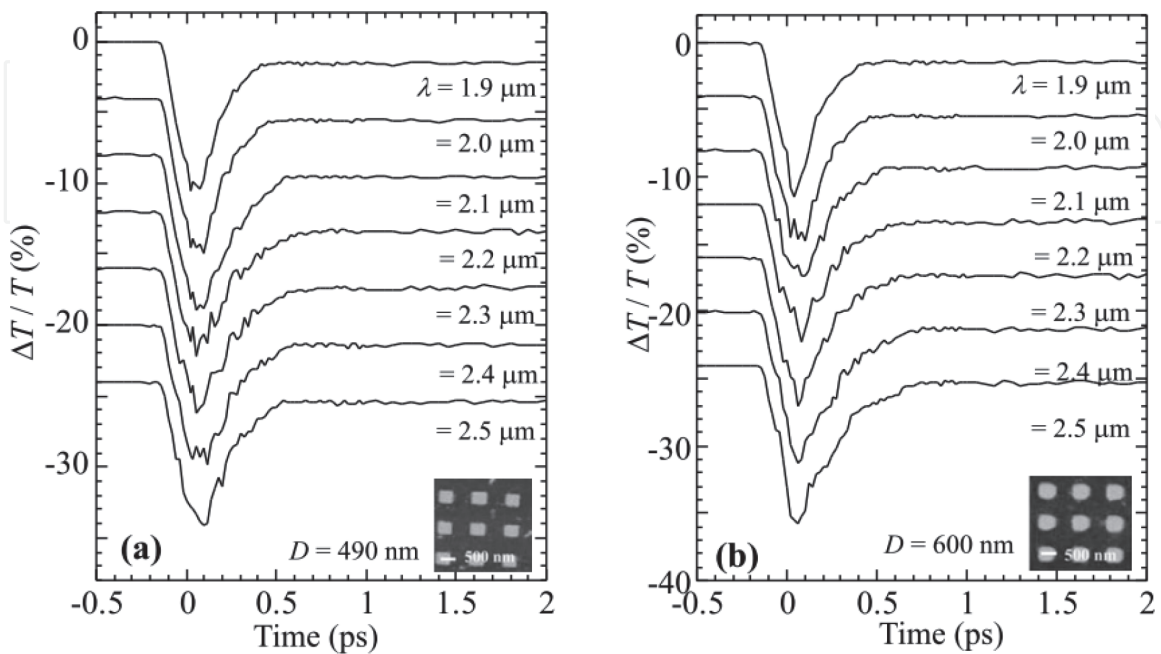 0
-10
-20
-30
ΔT / T (%)
λ = 1.9 μm
= 2.0 μm
= 2.1 μm
= 2.2 μm
= 2.3 μm
= 2.4 μm
= 2.5 μm
(a)
D = 490 nm
500 nm
-0.5 0 0.5 1 1.5 2
Time (ps)
0
-10
-20
-30
-40
ΔT / T (%)
λ = 1.9 μm
= 2.0 μm
= 2.1 μm
= 2.2 μm
= 2.3 μm
= 2.4 μm
= 2.5 μm
(b)
D = 600 nm
500 nm
-0.5 0 0.5 1 1.5 2
Time (ps)